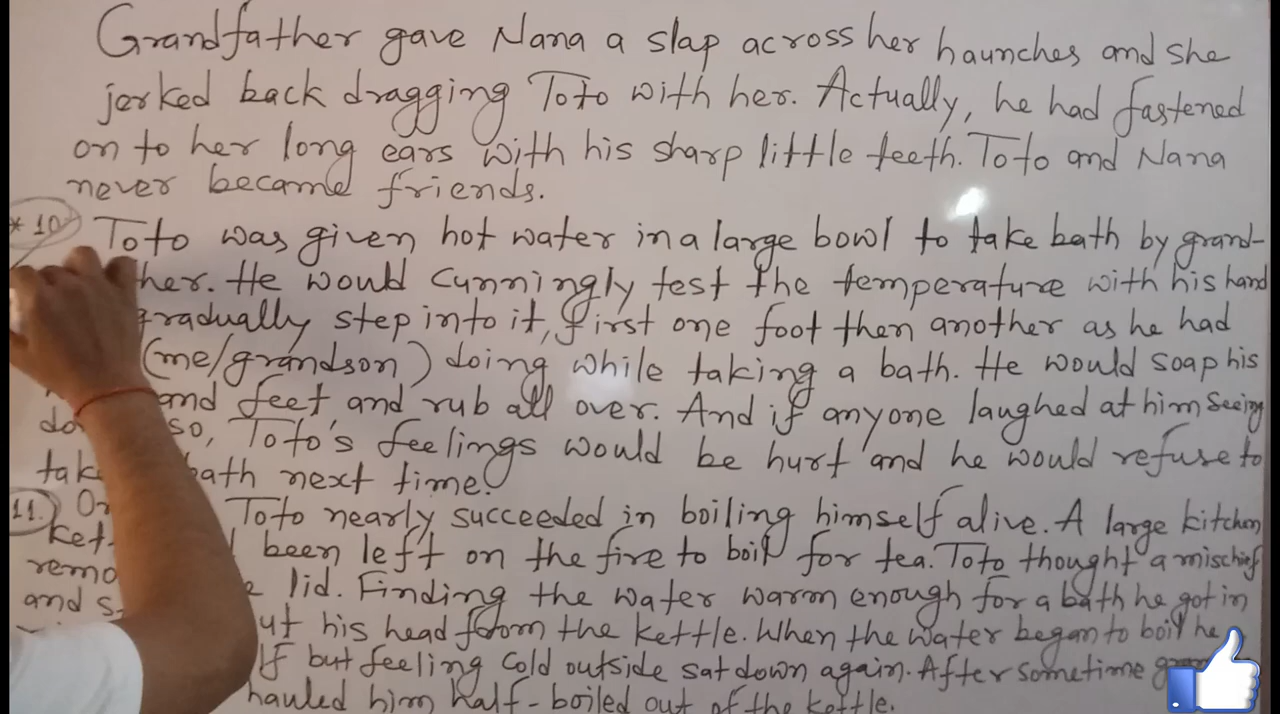 Grandfather gave Nana a slap across her haunches and she
jerked back dragging Toto with her. Actually, he had fastened
on to her long ears with his sharp little teeth. Toto and Nana
never became friends.
* 10 Toto was given hot water in a large bowl to take bath by grand-
her. He would cunningly test the temperature with his hand
gradually step into it, first one foot then another as he had
(me/grandson) doing while taking a bath. He would soap his
and feet and rub all over. And if anyone laughed at him seeing
so, Toto's feelings would be hurt and he would refuse to
bath next time.
11. Toto nearly succeeded in boiling himself alive. A large kitchen
been left on the fire to boil for tea. Toto thought a mischief
lid. Finding the water warm enough for a bath he got in
and his head from the kettle. When the water began to boil he
but feeling cold outside sat down again. After sometime
hauled him half-boiled out of the kettle.